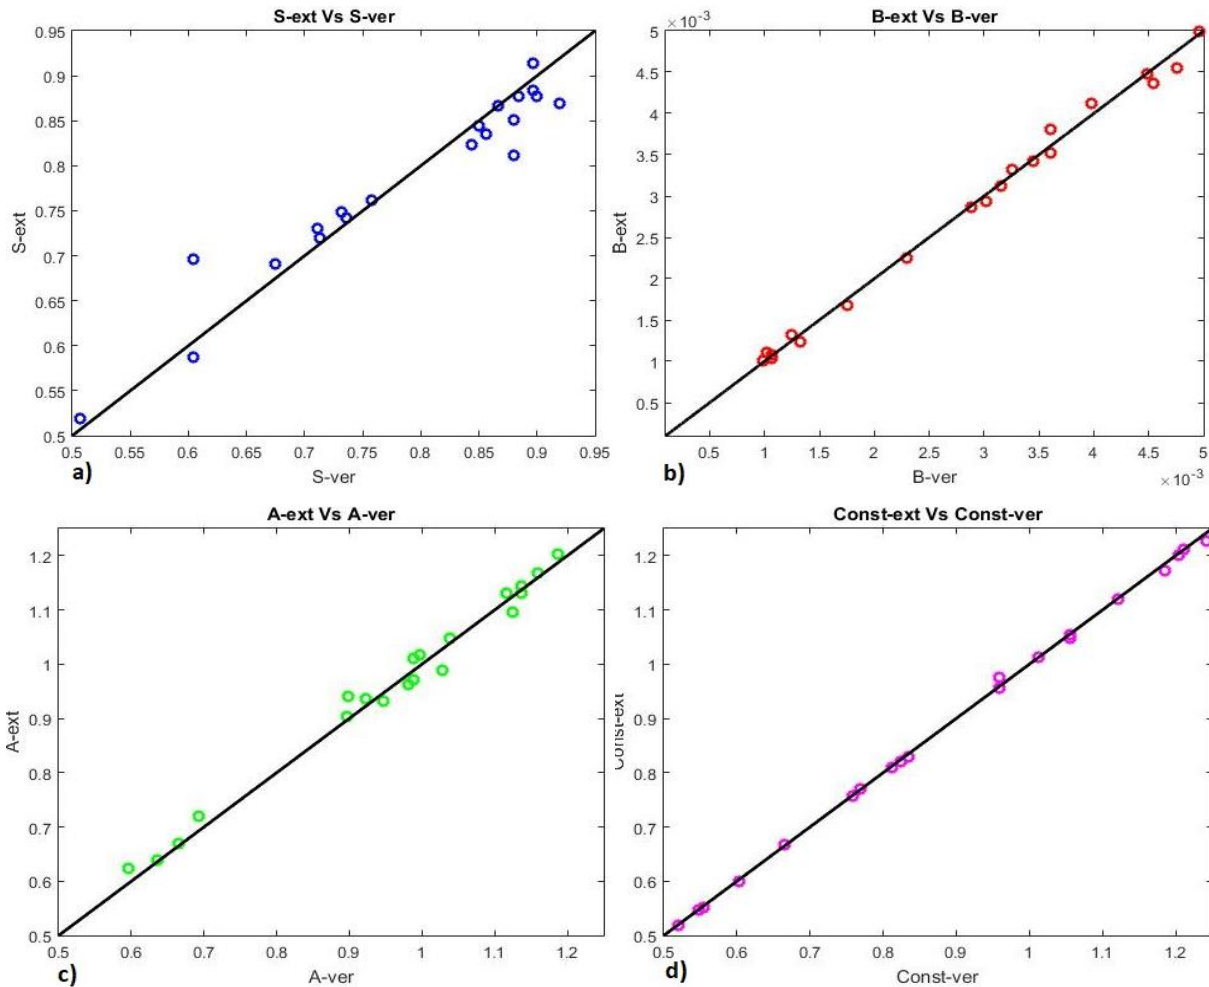 S-ext Vs S-ver
0.95
0.9
0.85
0.8
0.75
0.7
0.65
0.6
0.55
0.5
S-ext
0.5 0.55 0.6 0.65 0.7 0.75 0.8 0.85 0.9 0.95
a)
S-ver
B-ext Vs B-ver
×10-3
5
4.5
4
3.5
3
2.5
2
1.5
1
0.5
B-ext
0.5 1 1.5 2 2.5 3 3.5 4 4.5 5
b)
B-ver
×10-3
A-ext Vs A-ver
1.2
1.1
1
0.9
0.8
0.7
0.6
0.5
A-ext
0.5 0.6 0.7 0.8 0.9 1 1.1 1.2
c)
A-ver
Const-ext Vs Const-ver
1.2
1.1
1
0.9
0.8
0.7
0.6
0.5
Const-ext
0.5 0.6 0.7 0.8 0.9 1 1.1 1.2
d)
Const-ver